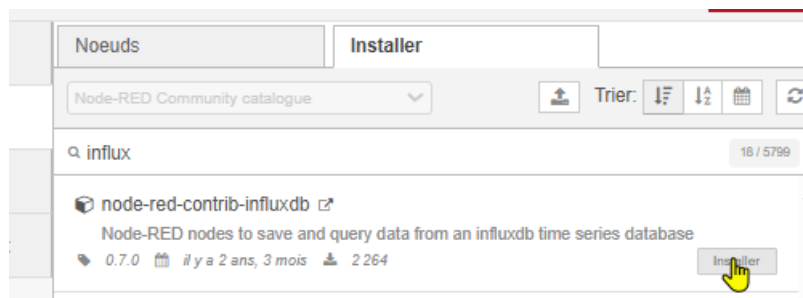 Noeuds Installer
Node-RED Community catalogue Trier:
influx 18 / 5799
node-red-contrib-influxdb
Node-RED nodes to save and query data from an influxdb time series database
0.7.0 il y a 2 ans, 3 mois 2 264 Installer